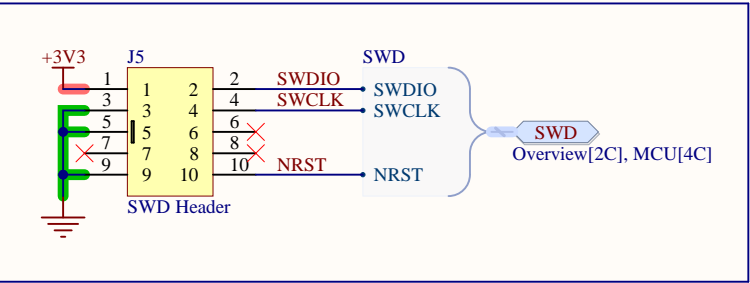 +3V3
J5
SWD
1 1 2 2 SWDIO SWDIO
3 3 4 4 SWCLK SWCLK
5 5 6 6
7 7 8 8
9 9 10 10 NRST NRST
SWD
Overview[2C], MCU[4C]
SWD Header